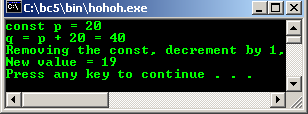 C:\bc5\bin\hohoh.exe
const p = 20
q = p + 20 = 40
Removing the const, decrement by 1,
New value = 19
Press any key to continue . . .